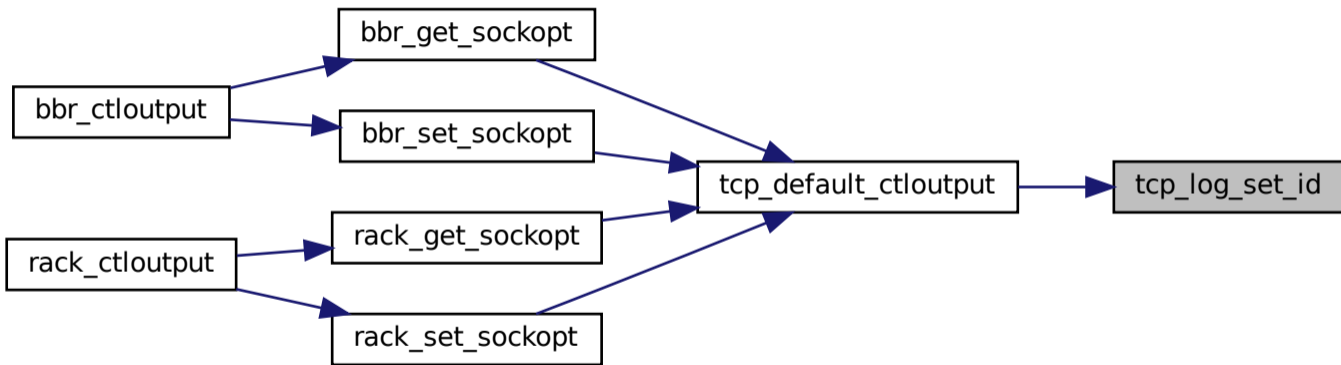 bbr_get_sockopt
bbr_ctloutput
bbr_set_sockopt
tcp_default_ctloutput
tcp_log_set_id
rack_get_sockopt
rack_ctloutput
rack_set_sockopt